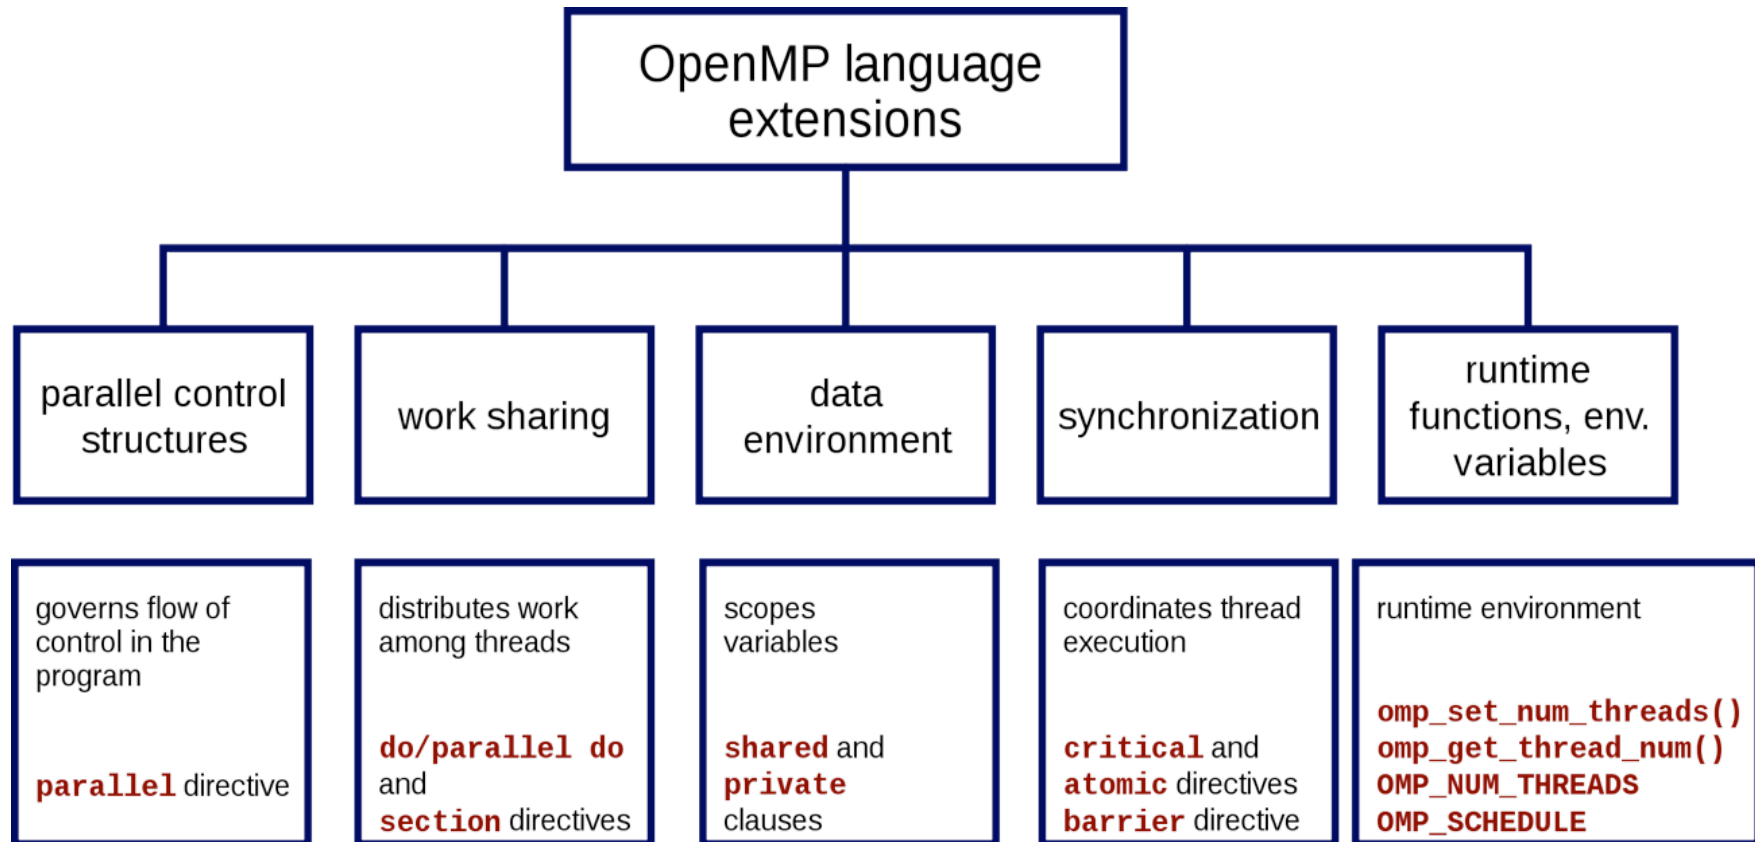 OpenMP language
extensions
parallel control
structures
work sharing
data
environment
synchronization
runtime
functions, env.
variables
governs flow of
control in the
program
parallel directive
distributes work
among threads
do/parallel do
and
section directives
scopes
variables
shared and
private
clauses
coordinates thread
execution
critical and
atomic directives
barrier directive
runtime environment
omp_set_num_threads()
omp_get_thread_num()
OMP_NUM_THREADS
OMP_SCHEDULE